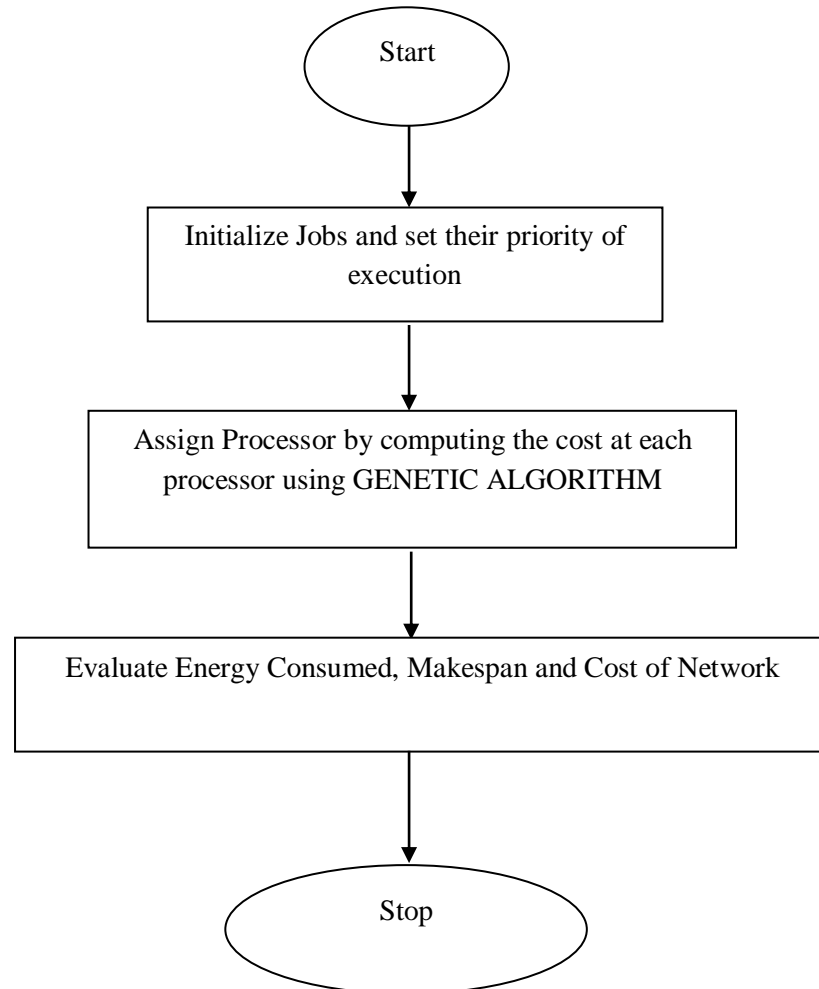 Start
Initialize Jobs and set their priority of
execution
Assign Processor by computing the cost at each
processor using GENETIC ALGORITHM
Evaluate Energy Consumed, Makespan and Cost of Network
Stop